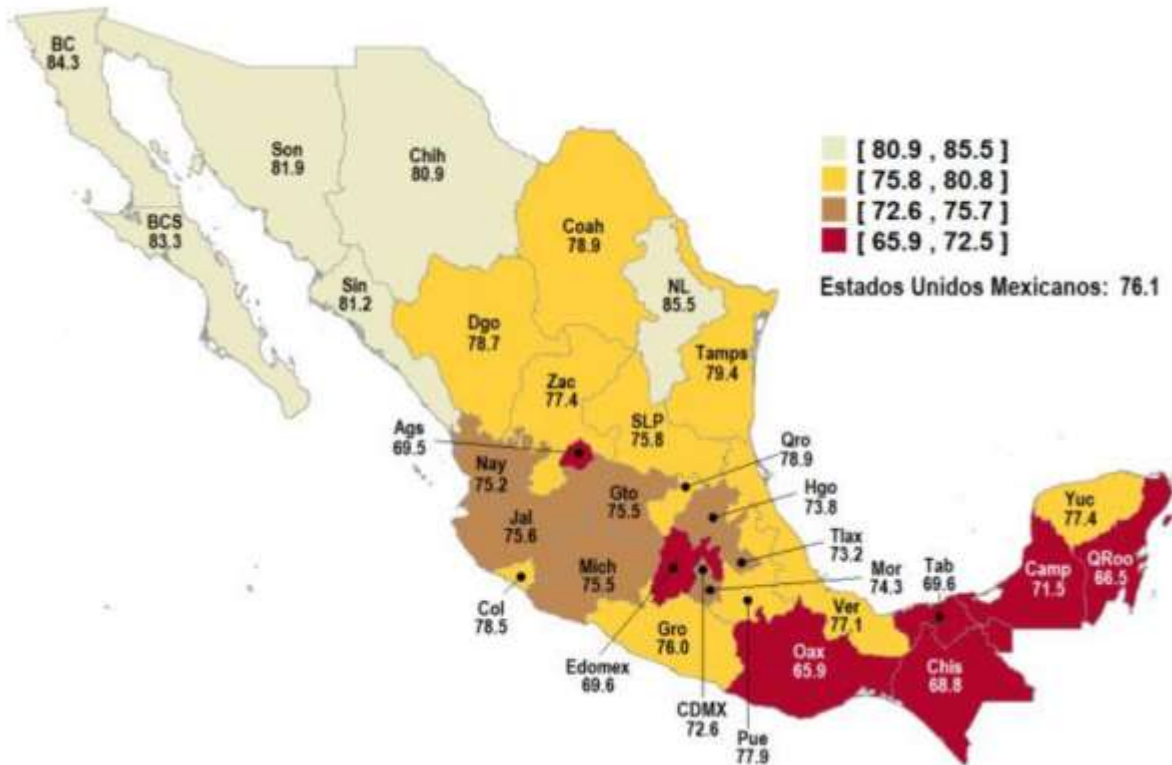 BC
84.3
Son
81.9
Chih
80.9
BCS
83.3
Sin
81.2
Coah
78.9
NL
85.5
Dgo
78.7
Tamps
79.4
Zac
77.4
SLP
75.8
Ags
69.5
Nay
75.2
Gto
75.5
Jal
75.6
Mich
75.5
Col
78.5
Qro
78.9
Hgo
73.8
Tlax
73.2
Mor
74.3
Tab
69.6
Yuc
77.4
QRoo
66.5
Camp
71.5
Ver
77.1
Gro
76.0
Oax
65.9
Chis
68.8
Edomex
69.6
CDMX
72.6
Pue
77.9
[ 80.9 , 85.5 ]
[ 75.8 , 80.8 ]
[ 72.6 , 75.7 ]
[ 65.9 , 72.5 ]
Estados Unidos Mexicanos: 76.1